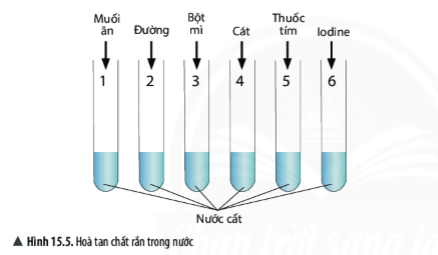 Muối ăn
Đường
Bột mì
Cát
Thuốc tím
Iodine
1 2 3 4 5 6
Nước cất
▲ Hình 15.5. Hoà tan chất rắn trong nước